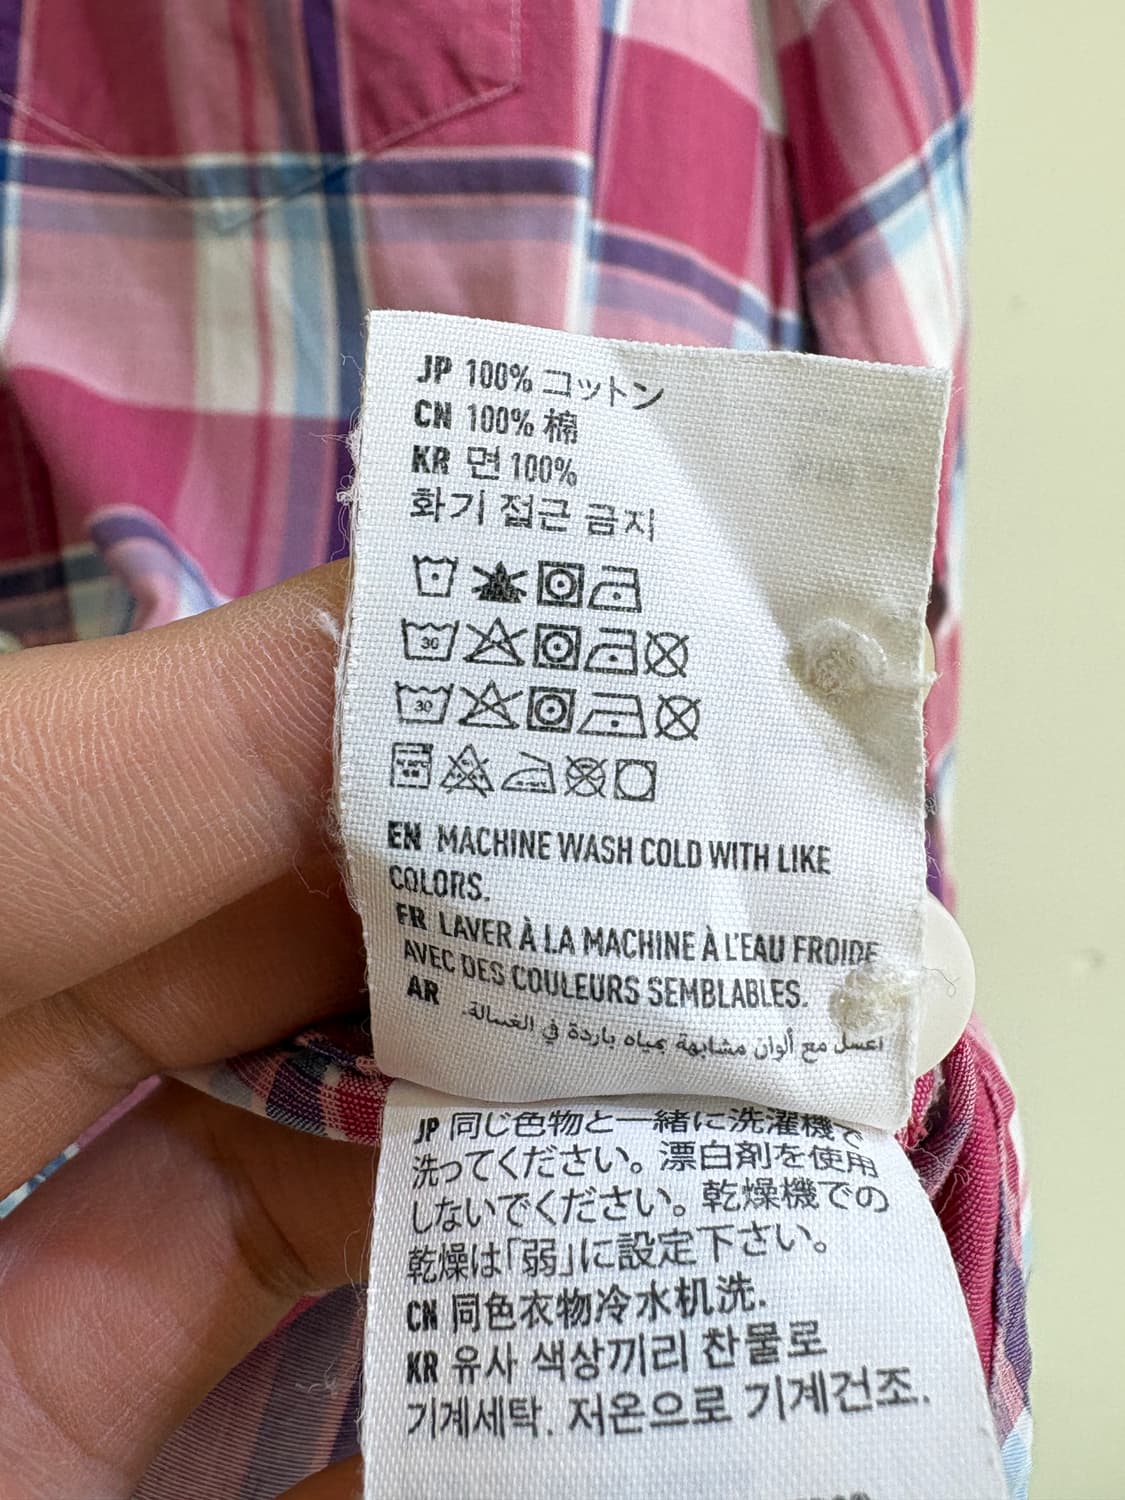 JP 100% コットン
CN 100% 棉
KR 면 100%
화기 접근 금지
30
30
EN MACHINE WASH COLD WITH LIKE
COLORS.
FR LAVER À LA MACHINE À L'EAU FROIDE
AVEC DES COULEURS SEMBLABLES.
AR اغسل مع ألوان مشابهة بمياه باردة في الغسالة.
JP 同じ色物と一緒に洗濯機で
洗ってください。漂白剤を使用
しないでください。乾燥機での
乾燥は「弱」に設定下さい。
CN 同色衣物冷水机洗.
KR 유사 색상끼리 찬물로
기계세탁. 저온으로 기계건조.